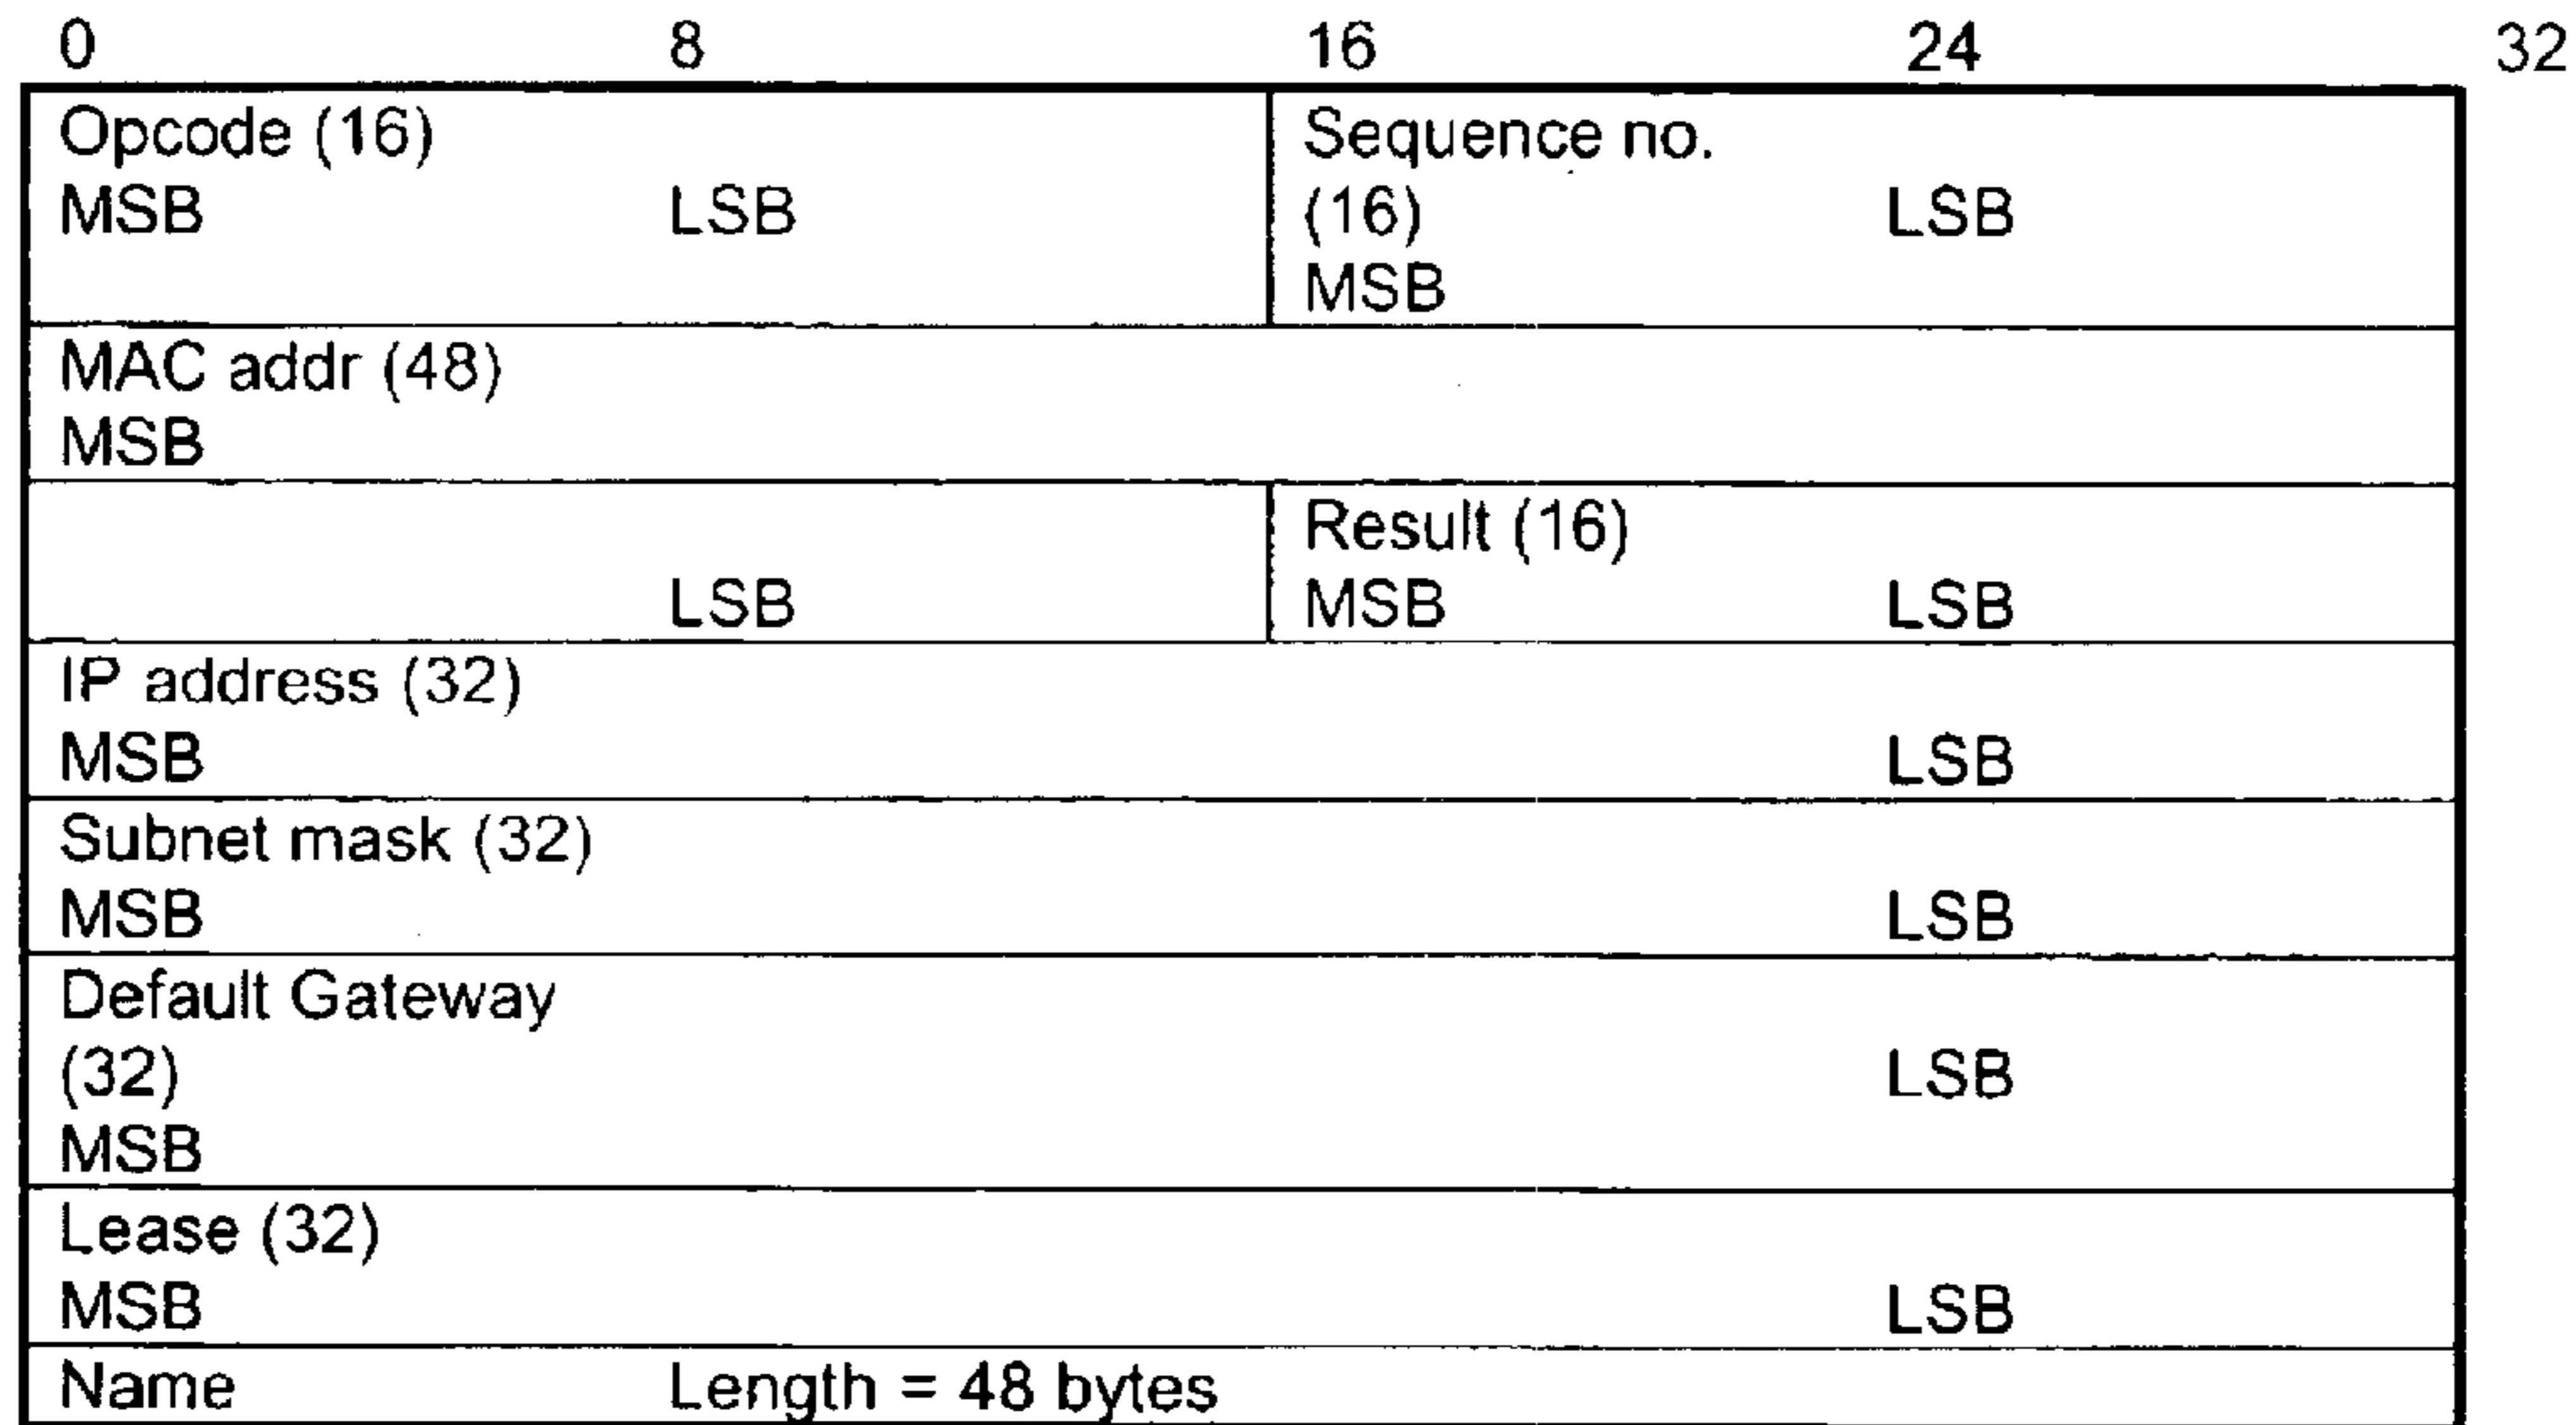 0 8 16 24 32
Opcode (16)
MSB LSB
Sequence no.
(16) LSB
MSB
MAC addr (48)
MSB
LSB
Result (16)
MSB LSB
IP address (32)
MSB LSB
Subnet mask (32)
MSB LSB
Default Gateway
(32) LSB
MSB
Lease (32)
MSB LSB
Name Length = 48 bytes